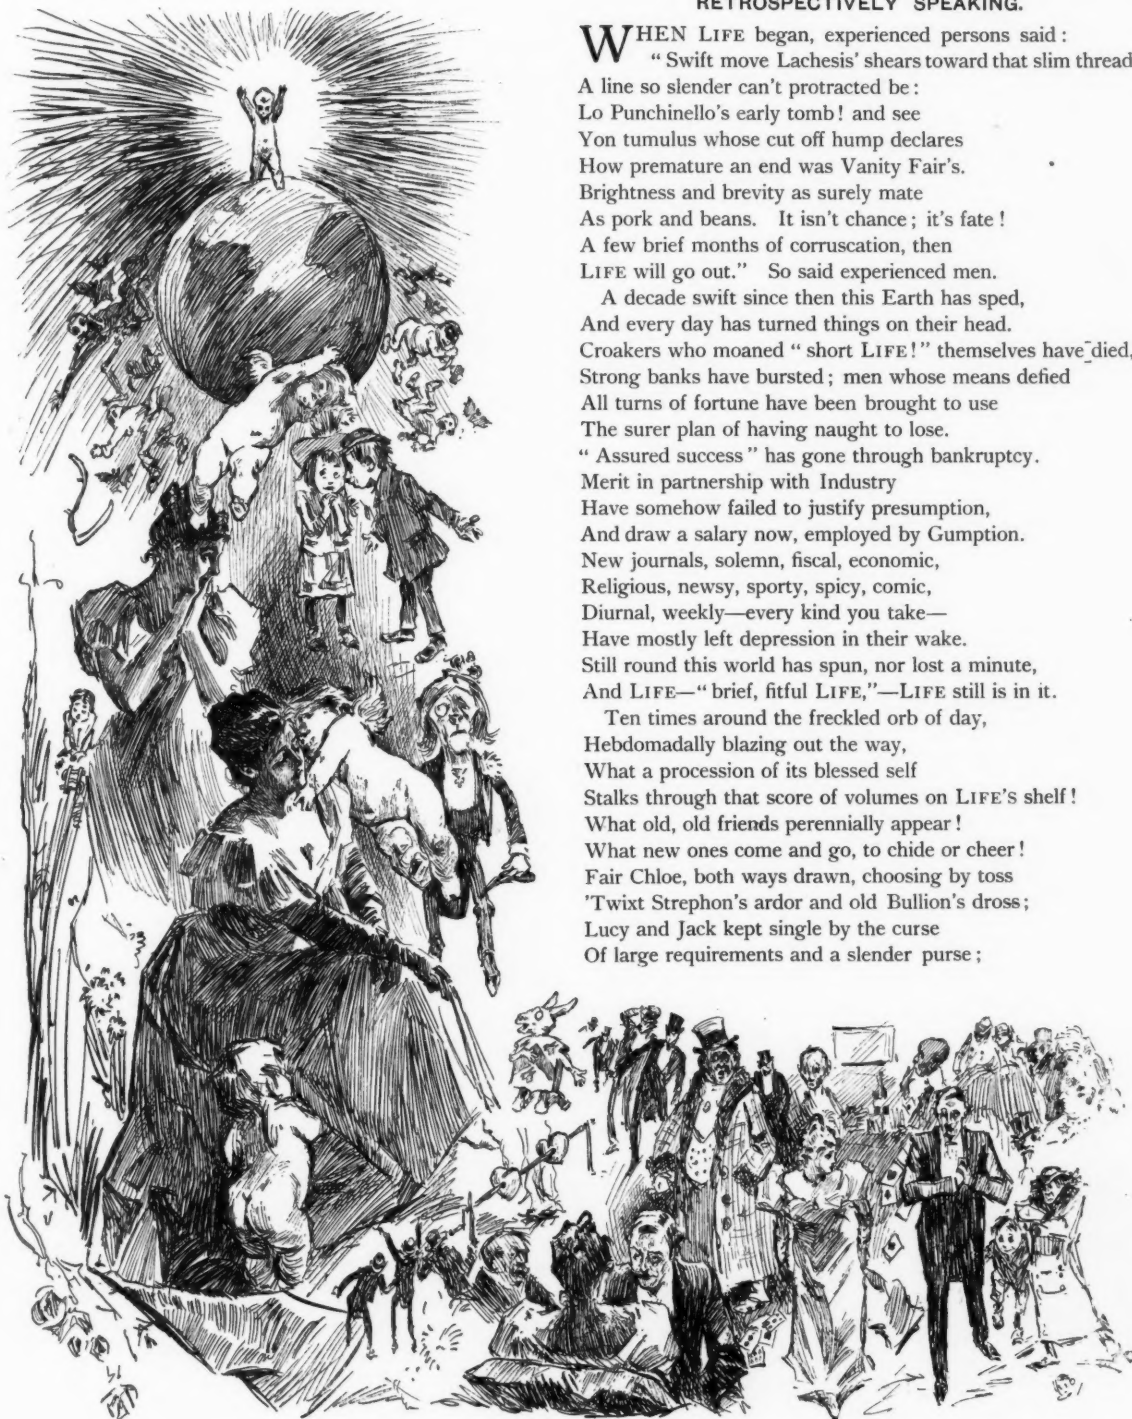 RETROSPECTIVELY SPEAKING.
WHEN LIFE began, experienced persons said :
“ Swift move Lachesis’ shears toward that slim thread
A line so slender can’t protracted be :
Lo Punchinello’s early tomb! and see
Yon tumulus whose cut off hump declares
How premature an end was Vanity Fair’s.
Brightness and brevity as surely mate
As pork and beans. It isn’t chance ; it’s fate !
A few brief months of corruscation, then
LIFE will go out.” So said experienced men.
A decade swift since then this Earth has sped,
And every day has turned things on their head.
Croakers who moaned “ short LIFE ! ” themselves have died,
Strong banks have bursted ; men whose means defied
All turns of fortune have been brought to use
The surer plan of having naught to lose.
“ Assured success ” has gone through bankruptcy.
Merit in partnership with Industry
Have somehow failed to justify presumption,
And draw a salary now, employed by Gumption.
New journals, solemn, fiscal, economic,
Religious, newsy, sporty, spicy, comic,
Diurnal, weekly—every kind you take—
Have mostly left depression in their wake.
Still round this world has spun, nor lost a minute,
And LIFE—“ brief, fitful LIFE,”—LIFE still is in it.
Ten times around the freckled orb of day,
Hebdomadally blazing out the way,
What a procession of its blessed self
Stalks through that score of volumes on LIFE’S shelf !
What old, old friends perennially appear !
What new ones come and go, to chide or cheer !
Fair Chloe, both ways drawn, choosing by toss
’Twixt Strephon’s ardor and old Bullion’s dross ;
Lucy and Jack kept single by the curse
Of large requirements and a slender purse ;